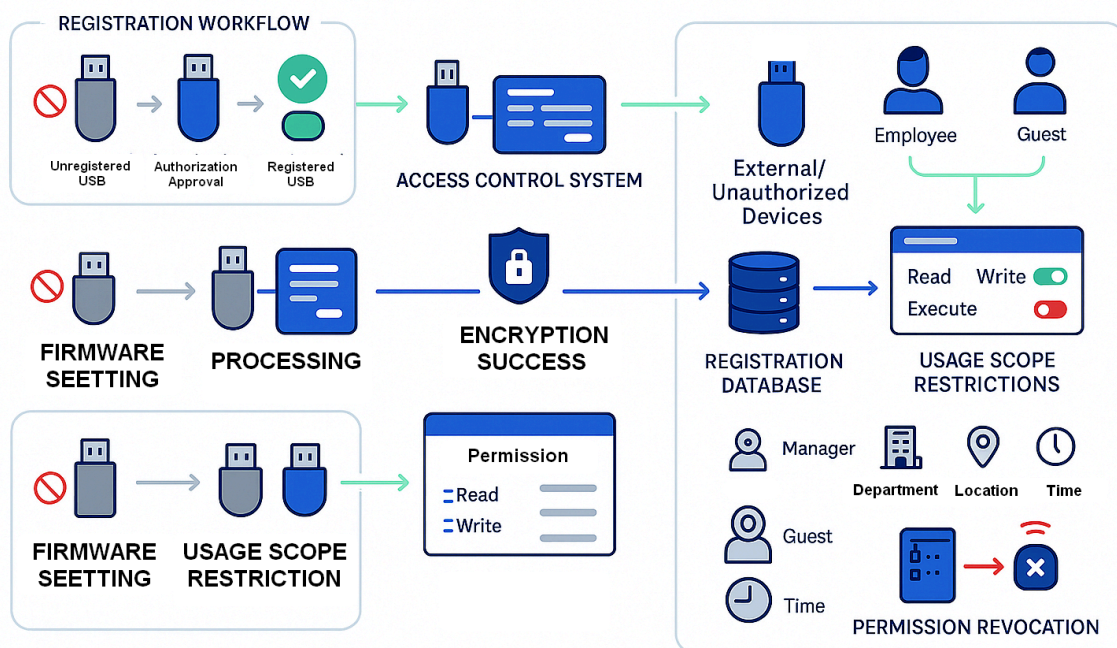 REGISTRATION WORKFLOW
Unregistered
USB
Authorization
Approval
Registered
USB
ACCESS CONTROL SYSTEM
External/
Unauthorized
Devices
Employee
Guest
FIRMWARE
SEETTING
PROCESSING
ENCRYPTION
SUCCESS
REGISTRATION
DATABASE
Read Write
Execute
USAGE SCOPE
RESTRICTIONS
FIRMWARE
SEETTING
USAGE SCOPE
RESTRICTION
Permission
Read
Write
Manager
Guest
Time
Department
Location
Time
PERMISSION REVOCATION